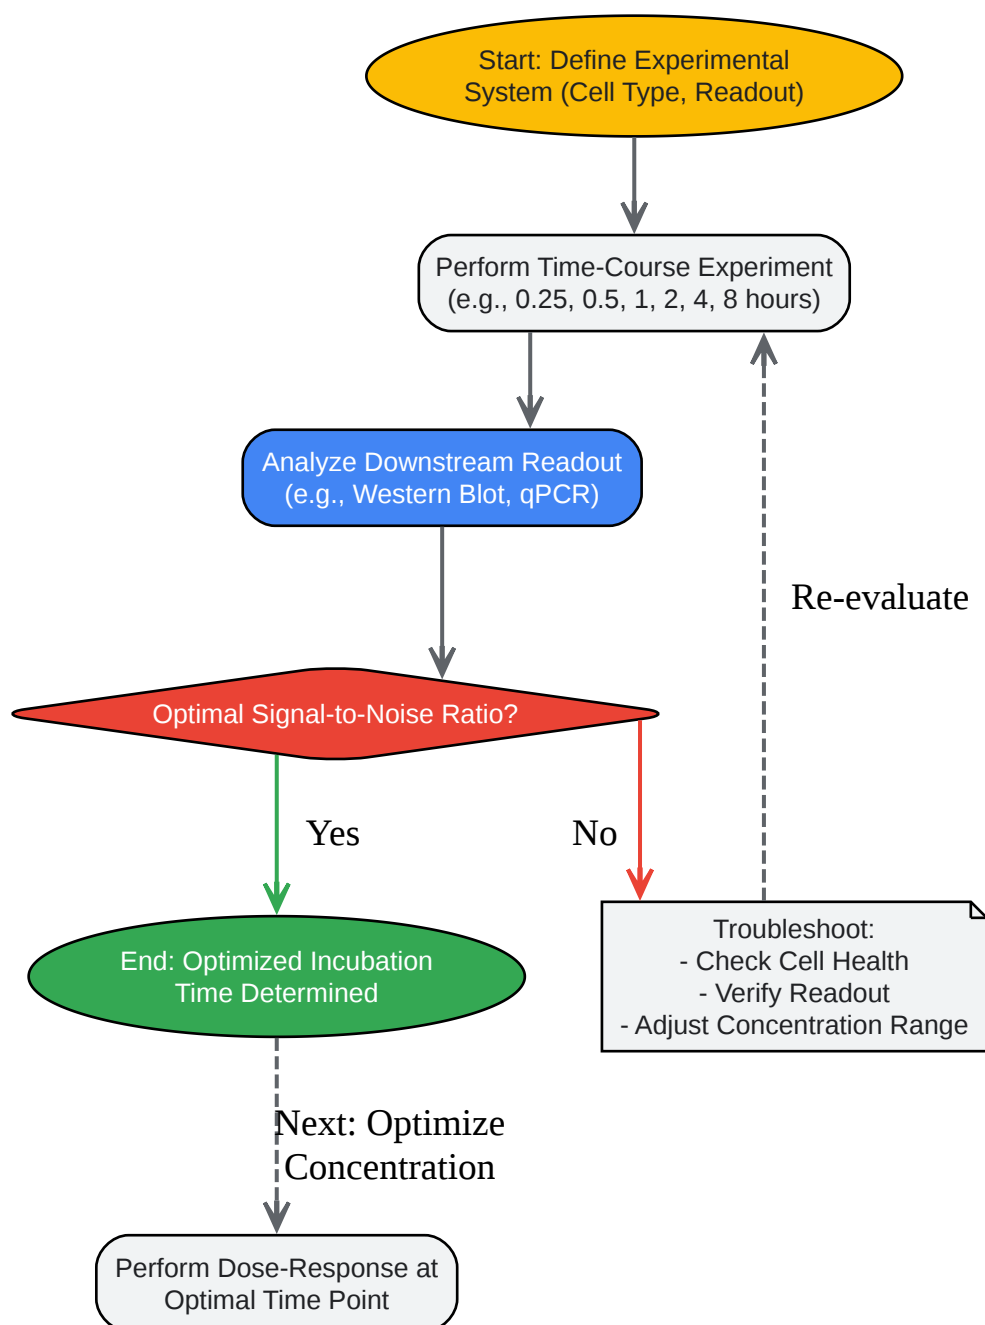 Start: Define Experimental
System (Cell Type, Readout)
Perform Time-Course Experiment
(e.g., 0.25, 0.5, 1, 2, 4, 8 hours)
Analyze Downstream Readout
(e.g., Western Blot, qPCR)
Re-evaluate
Optimal Signal-to-Noise Ratio?
Yes
No
End: Optimized Incubation
Time Determined
Troubleshoot:
- Check Cell Health
- Verify Readout
- Adjust Concentration Range
Next: Optimize
Concentration
Perform Dose-Response at
Optimal Time Point